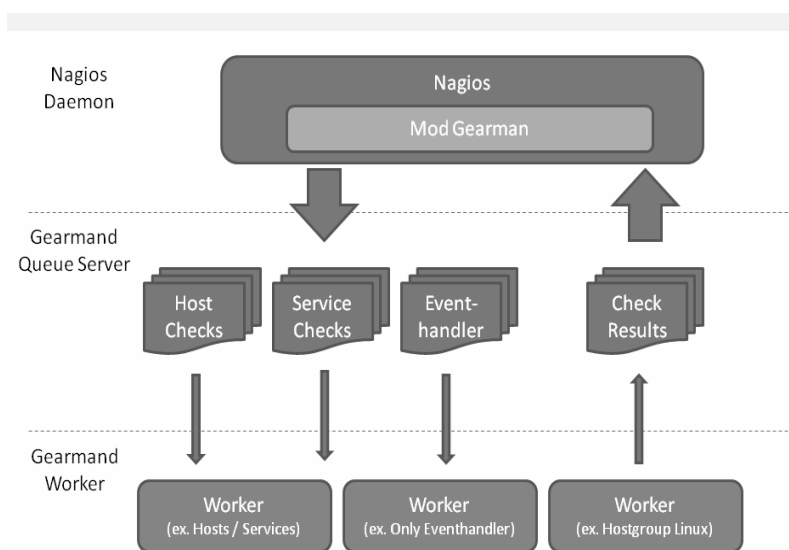 Nagios
Daemon
Nagios
Mod Gearman
Gearmand
Queue Server
Host
Checks
Service
Checks
Event-
handler
Check
Results
Gearmand
Worker
Worker
(ex. Hosts / Services)
Worker
(ex. Only Eventhandler)
Worker
(ex. Hostgroup Linux)